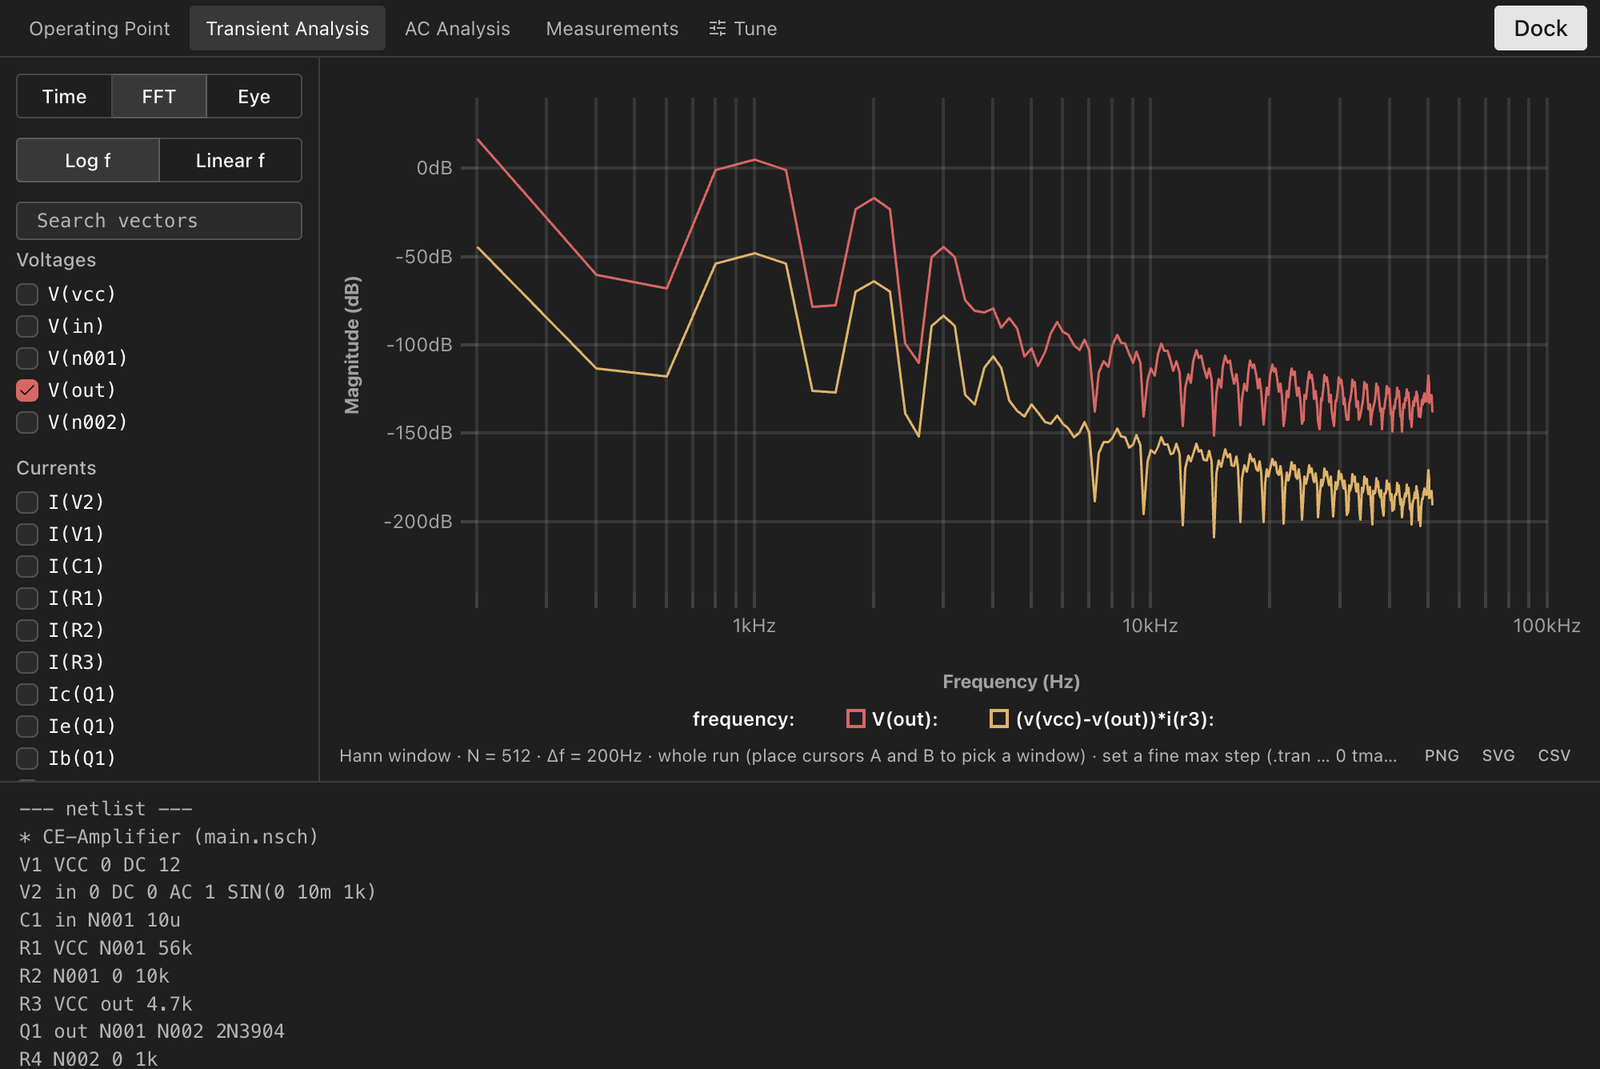 Operating Point Transient Analysis AC Analysis Measurements Tune Dock
Time FFT Eye
Log f Linear f
Search vectors
Voltages
V(vcc)
V(in)
V(n001)
V(out)
V(n002)
Currents
I(V2)
I(V1)
I(C1)
I(R1)
I(R2)
I(R3)
Ic(Q1)
Ie(Q1)
Ib(Q1)
Magnitude (dB)
0dB
-50dB
-100dB
-150dB
-200dB
1kHz 10kHz 100kHz
Frequency (Hz)
frequency: V(out): (v(vcc)-v(out))*i(r3):
Hann window · N = 512 · Δf = 200Hz · whole run (place cursors A and B to pick a window) · set a fine max step (.tran ... 0 tma... PNG SVG CSV
--- netlist ---
* CE-Amplifier (main.nsch)
V1 VCC 0 DC 12
V2 in 0 DC 0 AC 1 SIN(0 10m 1k)
C1 in N001 10u
R1 VCC N001 56k
R2 N001 0 10k
R3 VCC out 4.7k
Q1 out N001 N002 2N3904
R4 N002 0 1k